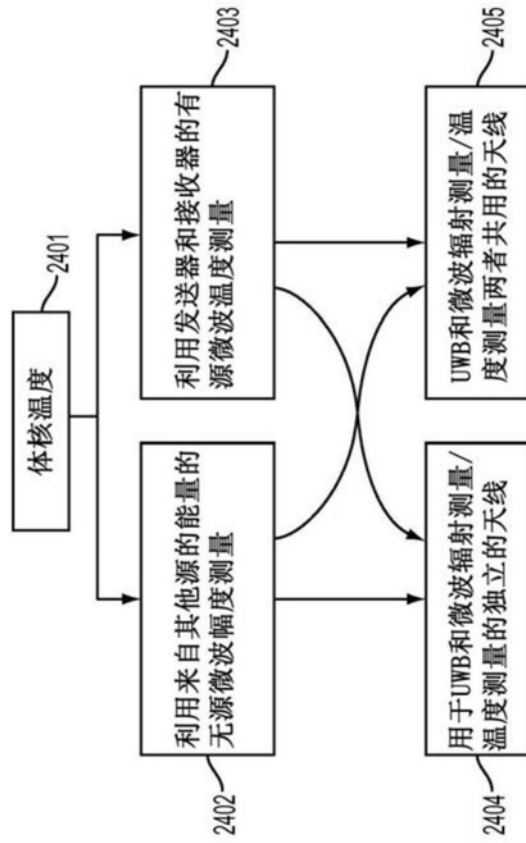 2401
体核温度
2403
利用来自其他源的能量的
无源微波幅度测量
2402
利用发送器和接收器的有
源微波温度测量
用于UWB和微波辐射测量/
温度测量的独立的天线
2404
UWB和微波辐射测量/温
度测量两者共用的天线
2405